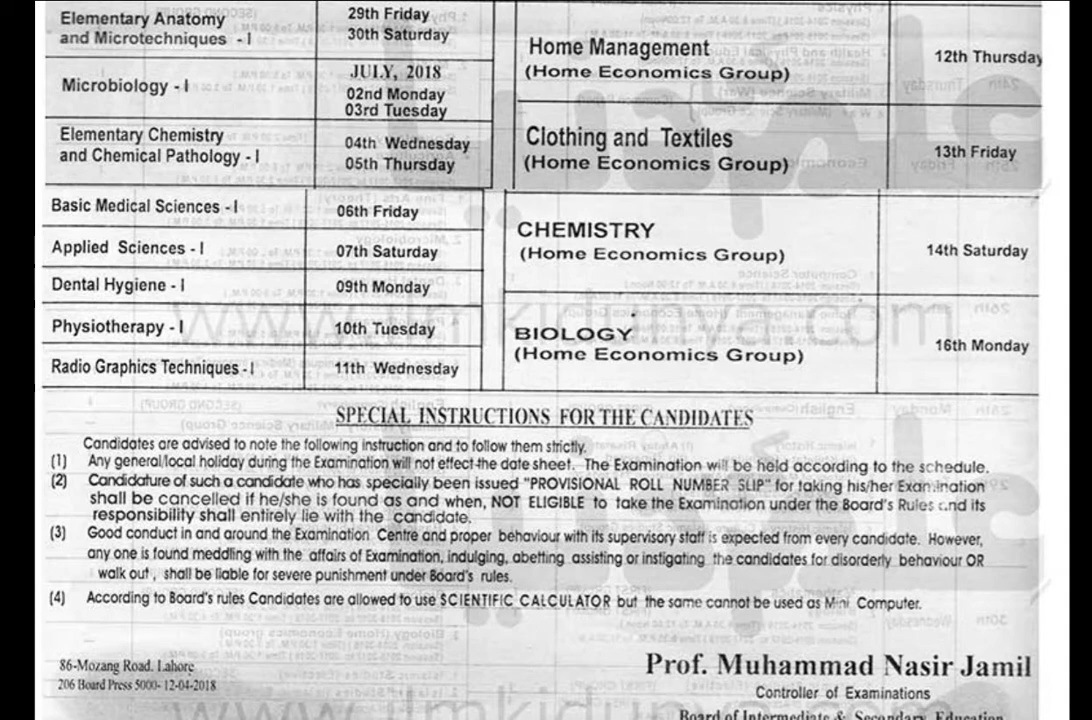 Elementary Anatomy
and Microtechniques - I
29th Friday
30th Saturday
Microbiology - I
JULY, 2018
02nd Monday
03rd Tuesday
Elementary Chemistry
and Chemical Pathology - I
04th Wednesday
05th Thursday
Basic Medical Sciences - I
06th Friday
Applied Sciences - I
07th Saturday
Dental Hygiene - I
09th Monday
Physiotherapy - I
10th Tuesday
Radio Graphics Techniques - I
11th Wednesday
Home Management
(Home Economics Group)
12th Thursday
Clothing and Textiles
(Home Economics Group)
13th Friday
CHEMISTRY
(Home Economics Group)
14th Saturday
BIOLOGY
(Home Economics Group)
16th Monday
SPECIAL INSTRUCTIONS FOR THE CANDIDATES
Candidates are advised to note the following instruction and to follow them strictly.
(1) Any general/local holiday during the Examination will not effect the date sheet. The Examination will be held according to the schedule.
(2) Candidature of such a candidate who has specially been issued "PROVISIONAL ROLL NUMBER SLIP" for taking his/her Examination
shall be cancelled if he/she is found as and when, NOT ELIGIBLE to take the Examination under the Board's Rules and its
responsibility shall entirely lie with the candidate.
(3) Good conduct in and around the Examination Centre and proper behaviour with its supervisory staff is expected from every candidate. However,
any one is found meddling with the affairs of Examination, indulging, abetting assisting or instigating the candidates for disorderly behaviour OR
walk out, shall be liable for severe punishment under Board's rules.
(4) According to Board's rules Candidates are allowed to use SCIENTIFIC CALCULATOR but the same cannot be used as Mini Computer.
86-Mozang Road, Lahore
206 Board Press 5000- 12-04-2018
Prof. Muhammad Nasir Jamil
Controller of Examinations
Board of Intermediate & Secondary Education
www.ilmkidunya.com